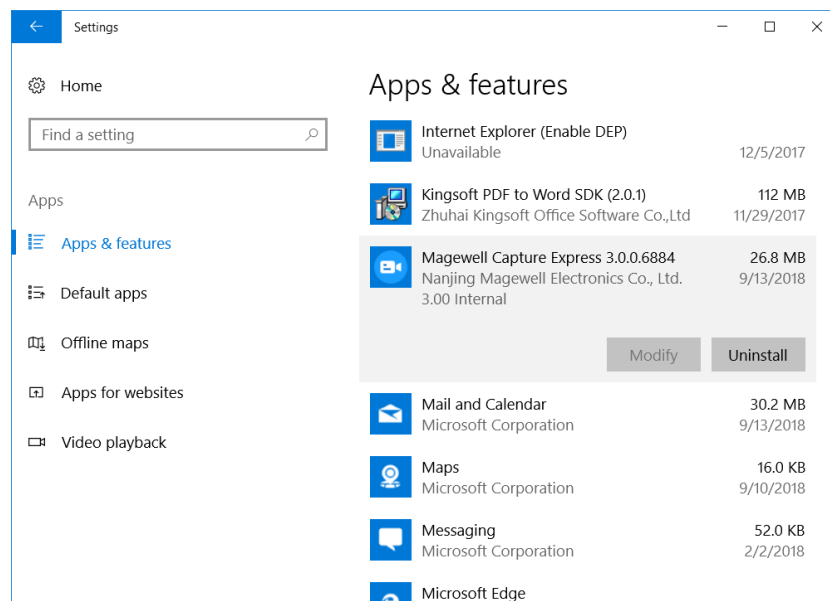 Settings
Home
Find a setting
Apps
Apps & features
Default apps
Offline maps
Apps for websites
Video playback
Apps & features
Internet Explorer (Enable DEP)
Unavailable 12/5/2017
Kingsoft PDF to Word SDK (2.0.1) 112 MB
Zhuhai Kingsoft Office Software Co.,Ltd 11/29/2017
Magewell Capture Express 3.0.0.6884 26.8 MB
Nanjing Magewell Electronics Co., Ltd. 9/13/2018
3.00 Internal
Modify Uninstall
Mail and Calendar 30.2 MB
Microsoft Corporation 9/13/2018
Maps 16.0 KB
Microsoft Corporation 9/10/2018
Messaging 52.0 KB
Microsoft Corporation 2/2/2018
Microsoft Edge